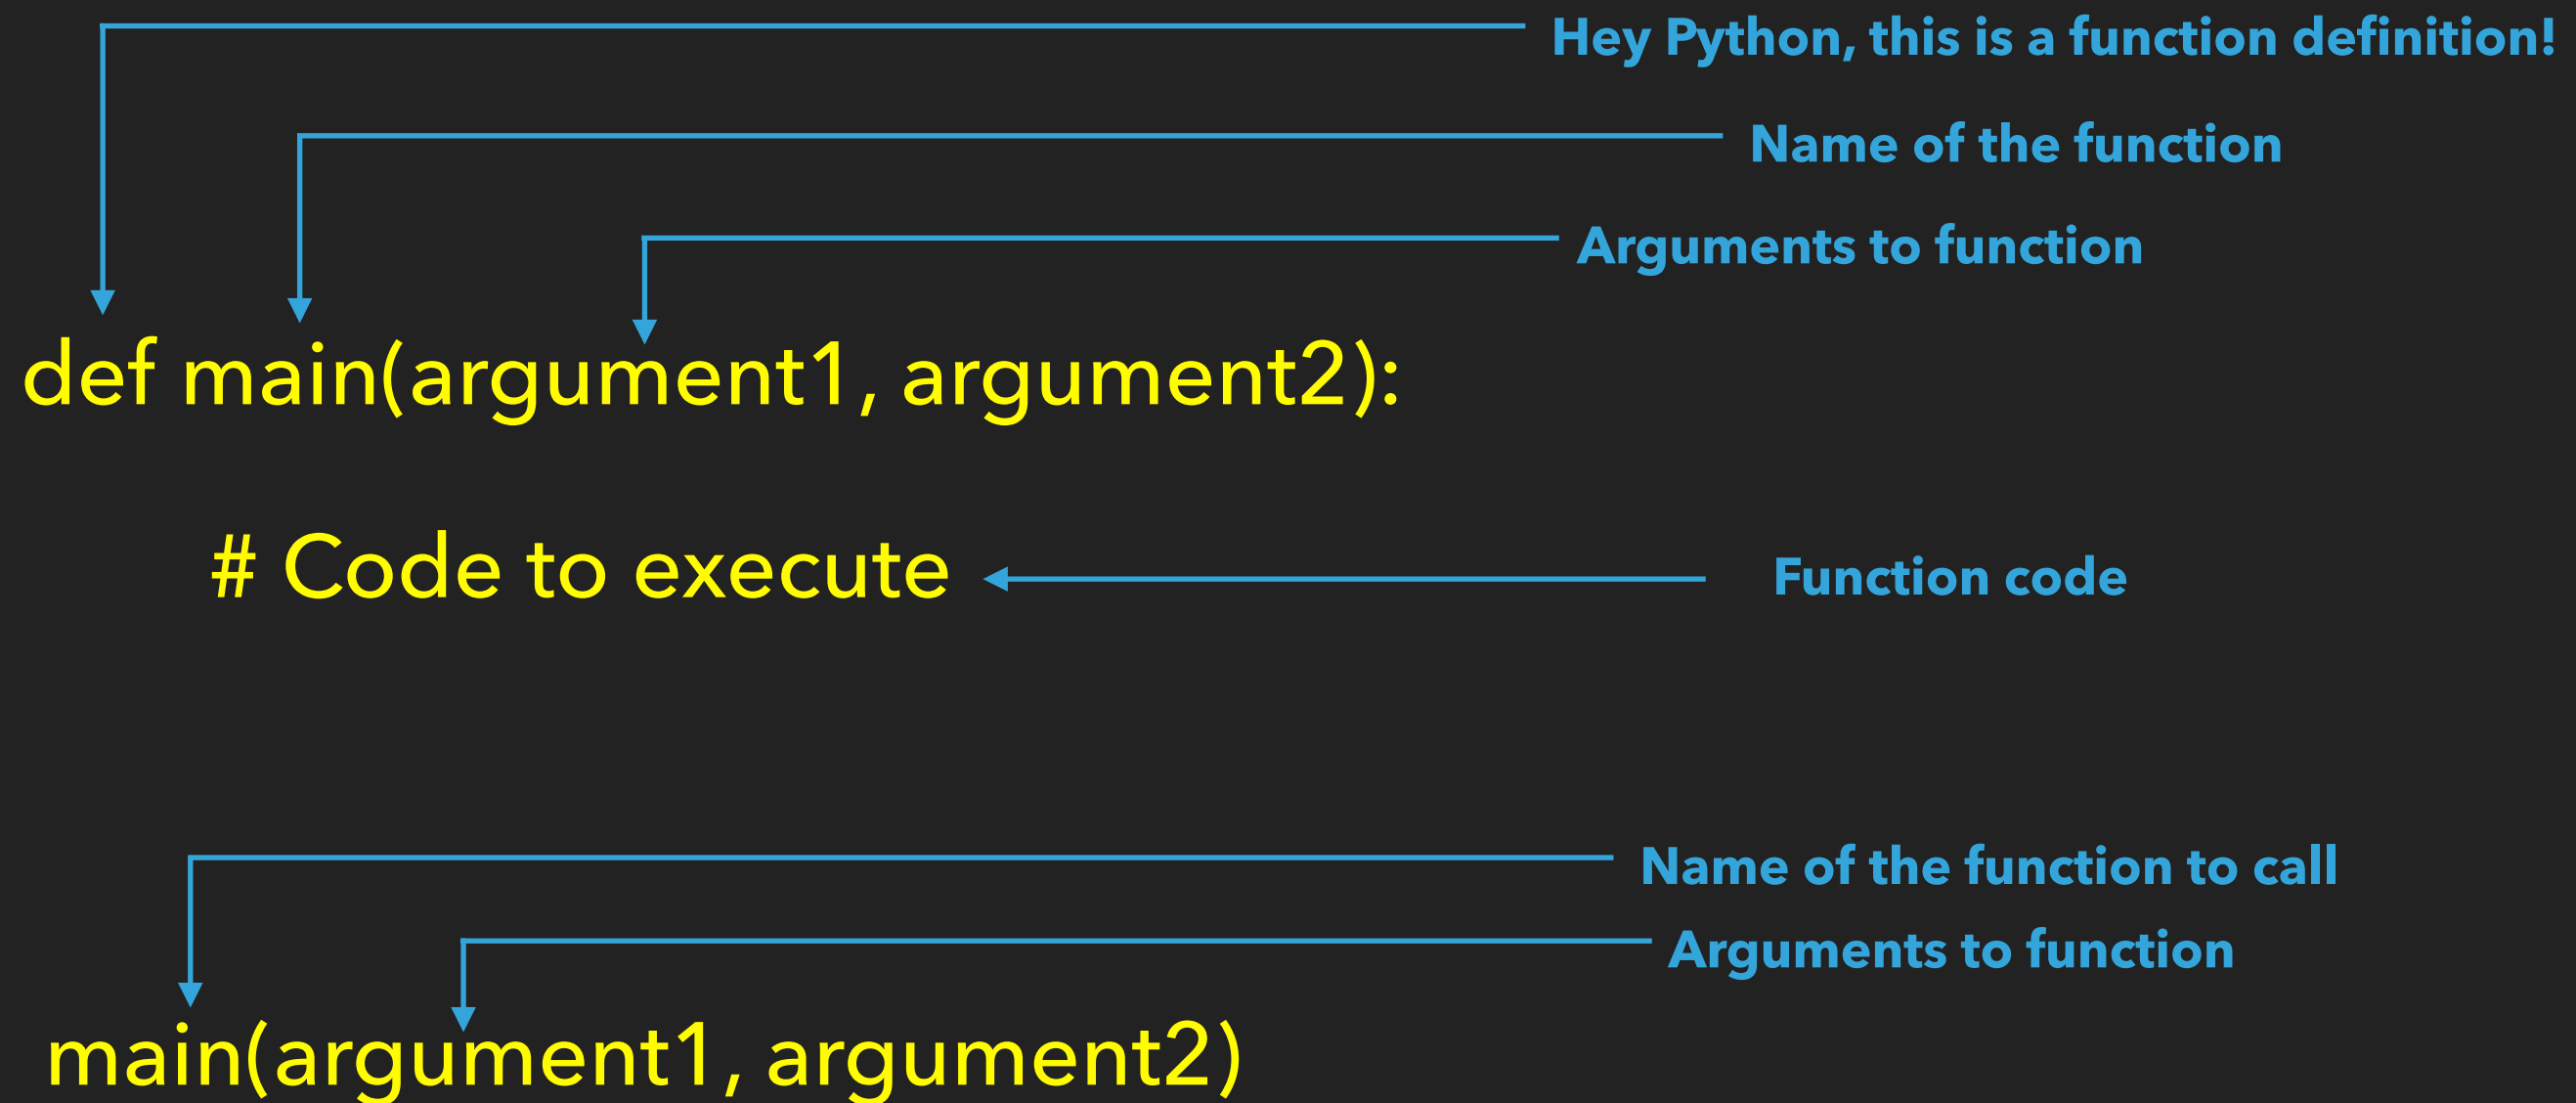 Hey Python, this is a function definition!
Name of the function
Arguments to function
def main(argument1, argument2):
# Code to execute
Function code
Name of the function to call
Arguments to function
main(argument1, argument2)